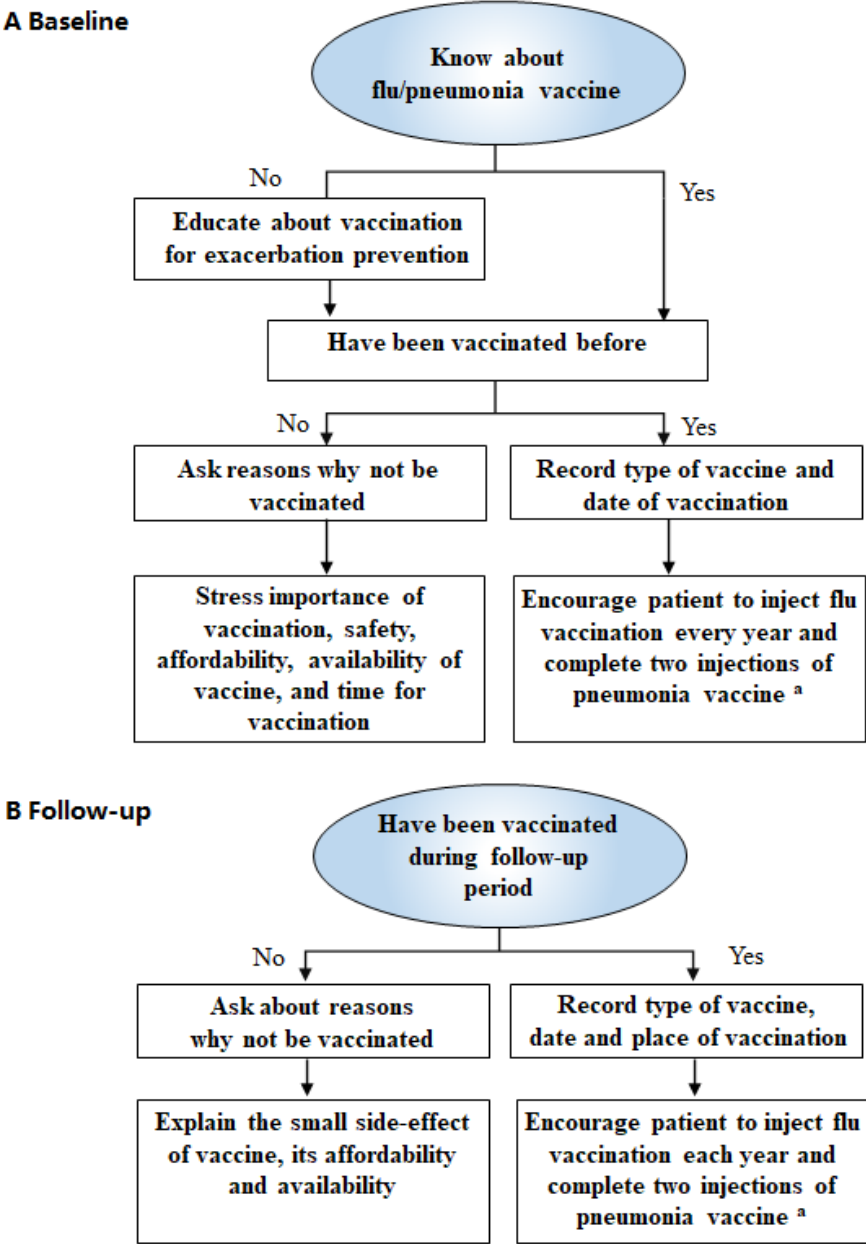 A Baseline
Know about
flu/pneumonia vaccine
No
Yes
Educate about vaccination
for exacerbation prevention
Have been vaccinated before
No
Yes
Ask reasons why not be
vaccinated
Record type of vaccine and
date of vaccination
Stress importance of
vaccination, safety,
affordability, availability of
vaccine, and time for
vaccination
Encourage patient to inject flu
vaccination every year and
complete two injections of
pneumonia vaccine a
B Follow-up
Have been vaccinated
during follow-up
period
No
Yes
Ask about reasons
why not be vaccinated
Record type of vaccine,
date and place of vaccination
Explain the small side-effect
of vaccine, its affordability
and availability
Encourage patient to inject flu
vaccination each year and
complete two injections of
pneumonia vaccine a